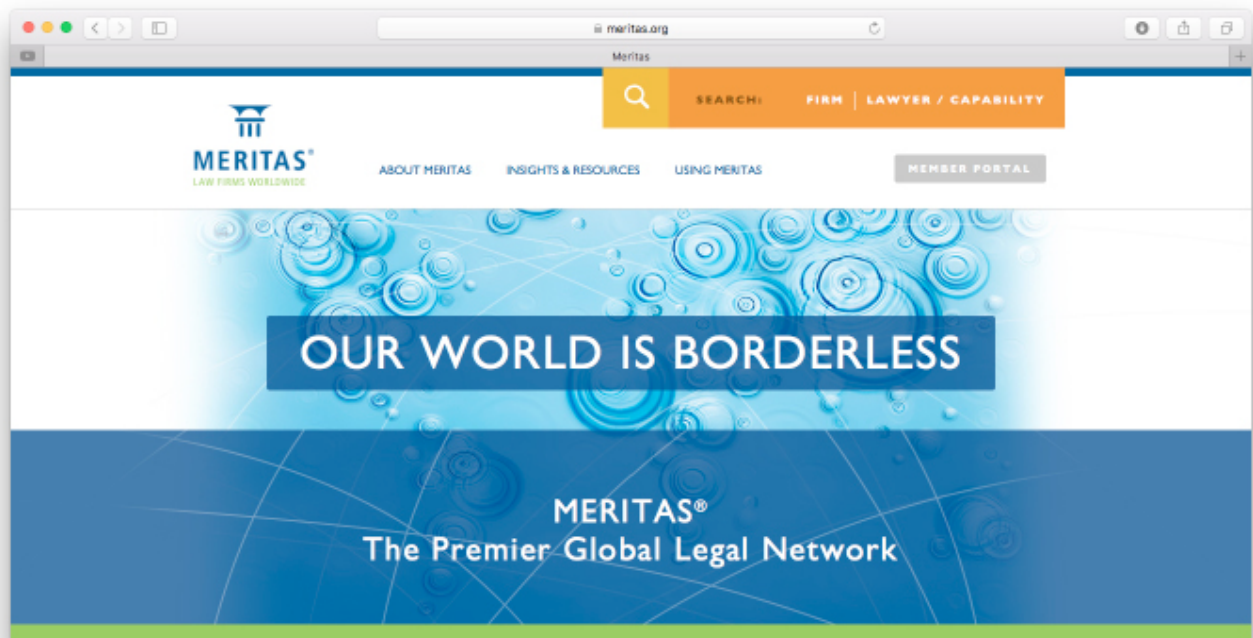 meritas.org
Meritas
SEARCH: FIRM | LAWYER / CAPABILITY
MERITAS®
LAW FIRMS WORLDWIDE
ABOUT MERITAS INSIGHTS & RESOURCES USING MERITAS MEMBER PORTAL
OUR WORLD IS BORDERLESS
MERITAS®
The Premier Global Legal Network